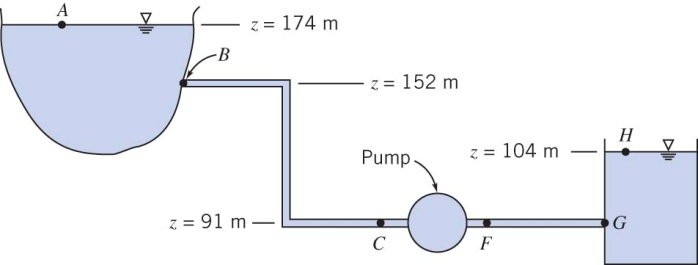 A
z = 174 m
B
z = 152 m
H
z = 104 m
Pump
z = 91 m
G
C
F